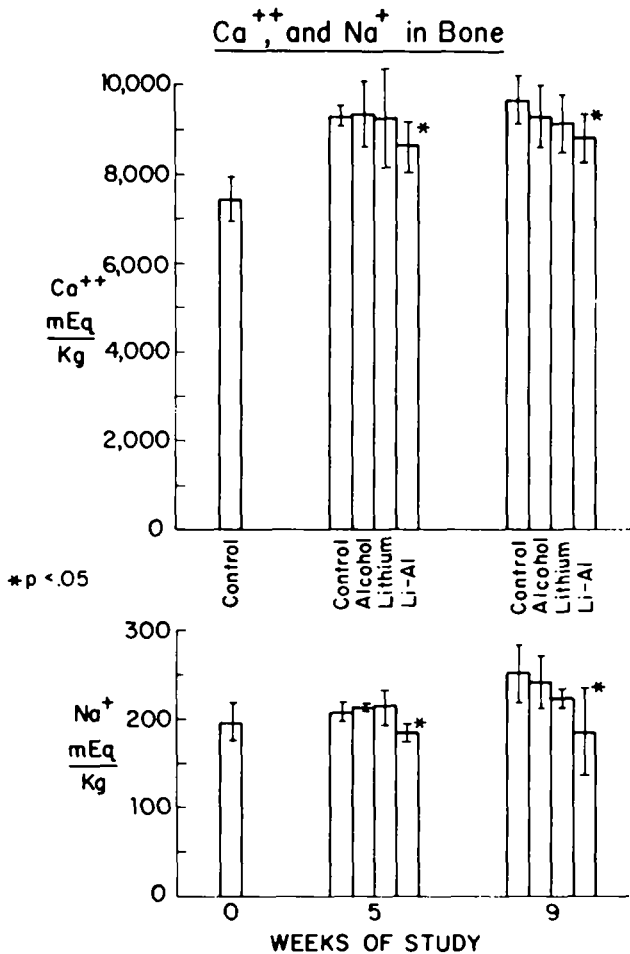 Ca++, and Na+ in Bone
10,000
8,000
6,000
Ca++
mEq
Kg
4,000
2,000
0
*
*
Control
Control
Alcohol
Lithium
Li-Al
Control
Alcohol
Lithium
Li-Al
* p <.05
300
Na+
200
mEq
Kg
100
0
*
*
0
5
9
WEEKS OF STUDY